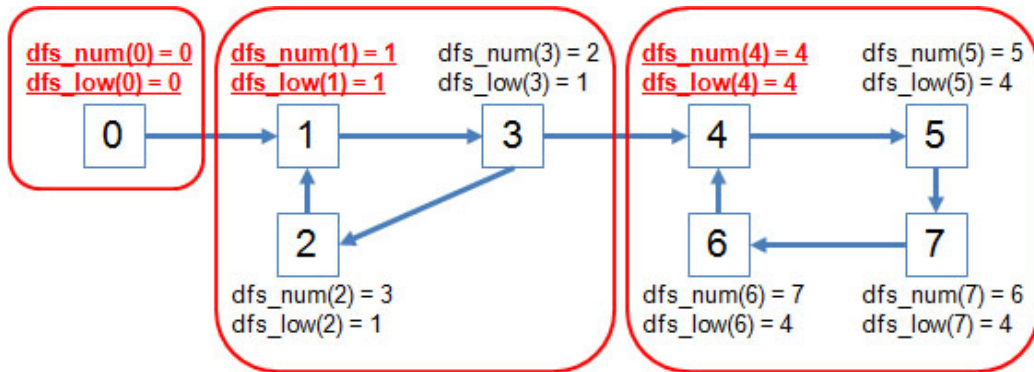 dfs_num(0) = 0
dfs_low(0) = 0
0
dfs_num(1) = 1
dfs_low(1) = 1
1
dfs_num(3) = 2
dfs_low(3) = 1
3
2
dfs_num(2) = 3
dfs_low(2) = 1
dfs_num(4) = 4
dfs_low(4) = 4
4
dfs_num(5) = 5
dfs_low(5) = 4
5
6
dfs_num(6) = 7
dfs_low(6) = 4
7
dfs_num(7) = 6
dfs_low(7) = 4